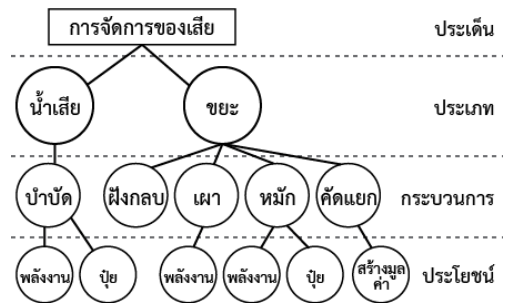 การจัดการของเสีย ประเด็น
น้ำเสีย ขยะ ประเภท
บำบัด ฝังกลบ เผา หมัก คัดแยก กระบวนการ
พลังงาน ปุ๋ย พลังงาน พลังงาน ปุ๋ย สร้างมูล
ค่า ประโยชน์